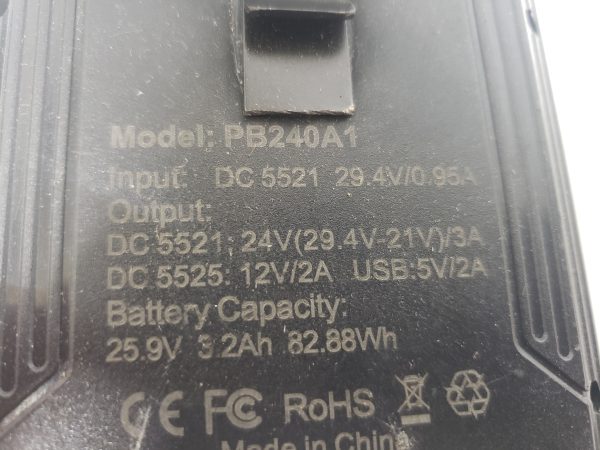 Model: PB240A1
Input: DC 5521 29.4V/0.95A
Output:
DC 5521: 24V(29.4V-21V)/3A
DC 5525: 12V/2A USB:5V/2A
Battery Capacity:
25.9V 3.2Ah 82.88Wh
CE FC RoHS
Made in China